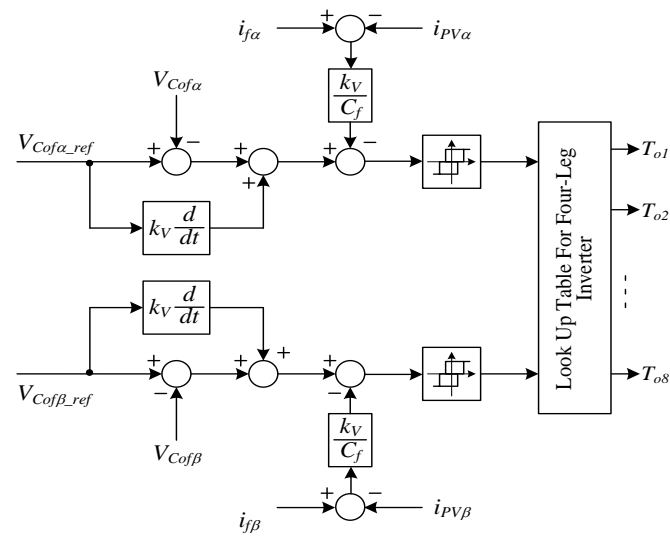 i_fα + − i_PVα
V_Cofα
k_V / C_f
V_Cofα_ref + − + + + −
k_V d/dt
T_o1
T_o2
Look Up Table For Four-Leg
Inverter
k_V d/dt
V_Cofβ_ref + − + + + −
T_o8
V_Cofβ
k_V / C_f
i_fβ + − i_PVβ